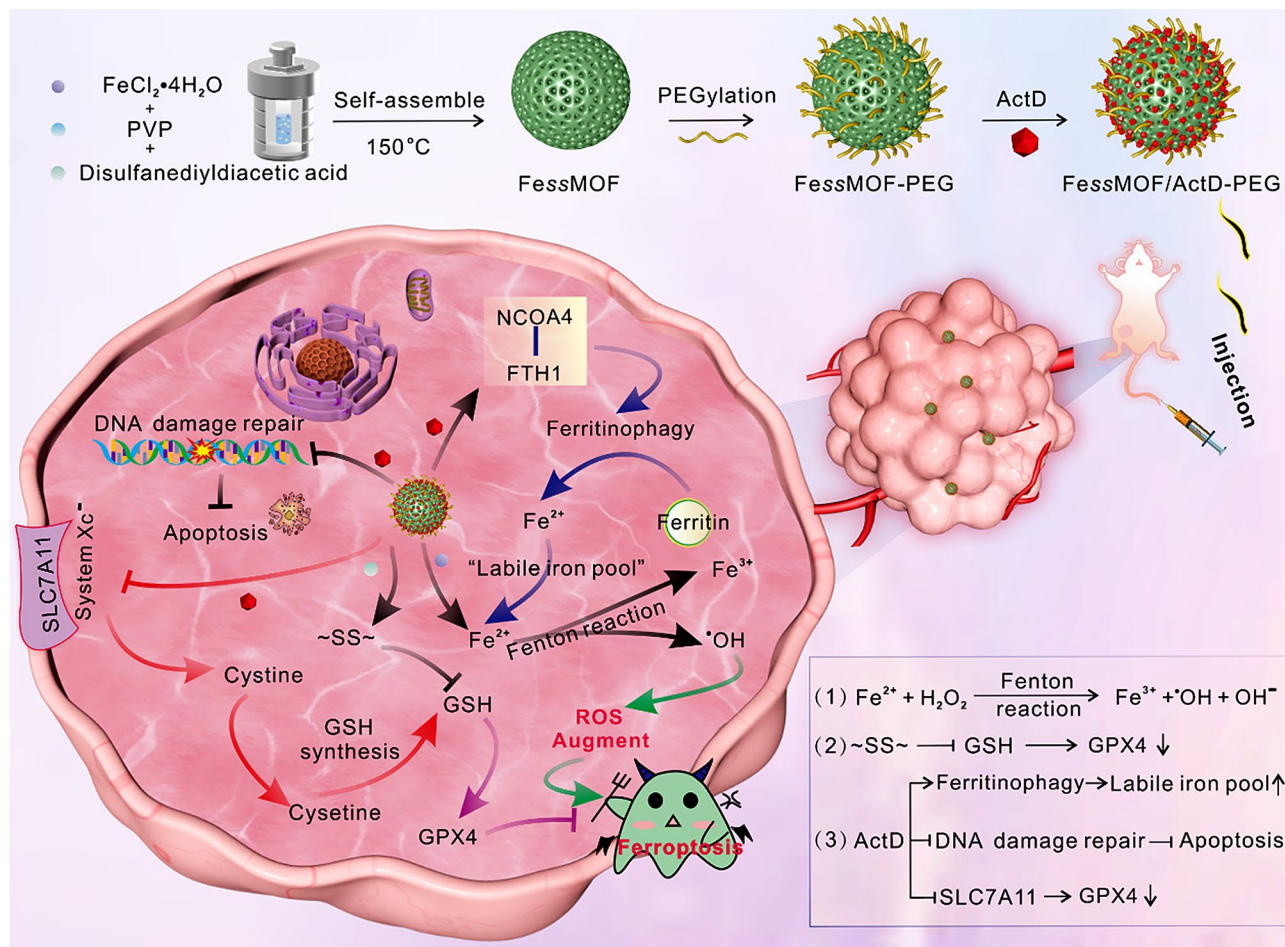 FeCl₂•4H₂O
+
PVP
+
Disulfanediyldiacetic acid
Self-assemble
150°C
FessMOF
PEGylation
FessMOF-PEG
ActD
FessMOF/ActD-PEG
Injection
NCOA4
FTH1
Ferritinophagy
DNA damage repair
Apoptosis
Fe²⁺
Ferritin
"Labile iron pool"
Fe³⁺
SLC7A11
System Xc⁻
~SS~
Fe²⁺
Fenton reaction
•OH
Cystine
GSH
GSH
synthesis
ROS
Augment
Cysetine
GPX4
Ferroptosis
(1) Fe²⁺ + H₂O₂ Fenton reaction → Fe³⁺ +•OH + OH⁻
(2) ~SS~ ⊣ GSH → GPX4 ↓
Ferritinophagy → Labile iron pool ↑
(3) ActD ⊣ DNA damage repair ⊣ Apoptosis
⊣ SLC7A11 → GPX4 ↓